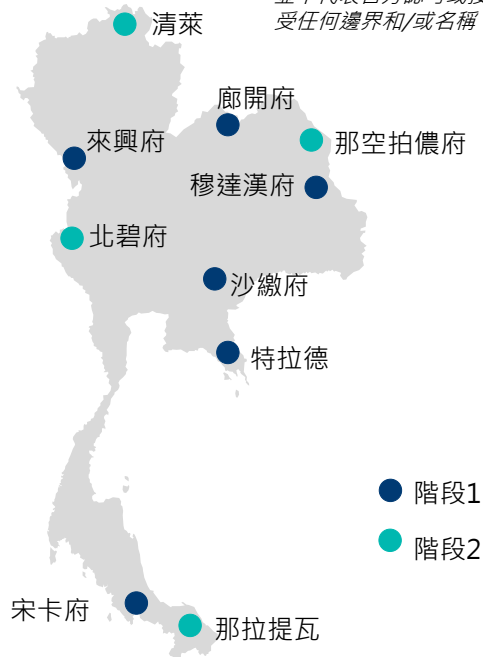 受任何邊界和/或名稱
清萊
廊開府
來興府
那空拍儂府
穆達漢府
北碧府
沙繳府
特拉德
階段1
階段2
宋卡府
那拉提瓦